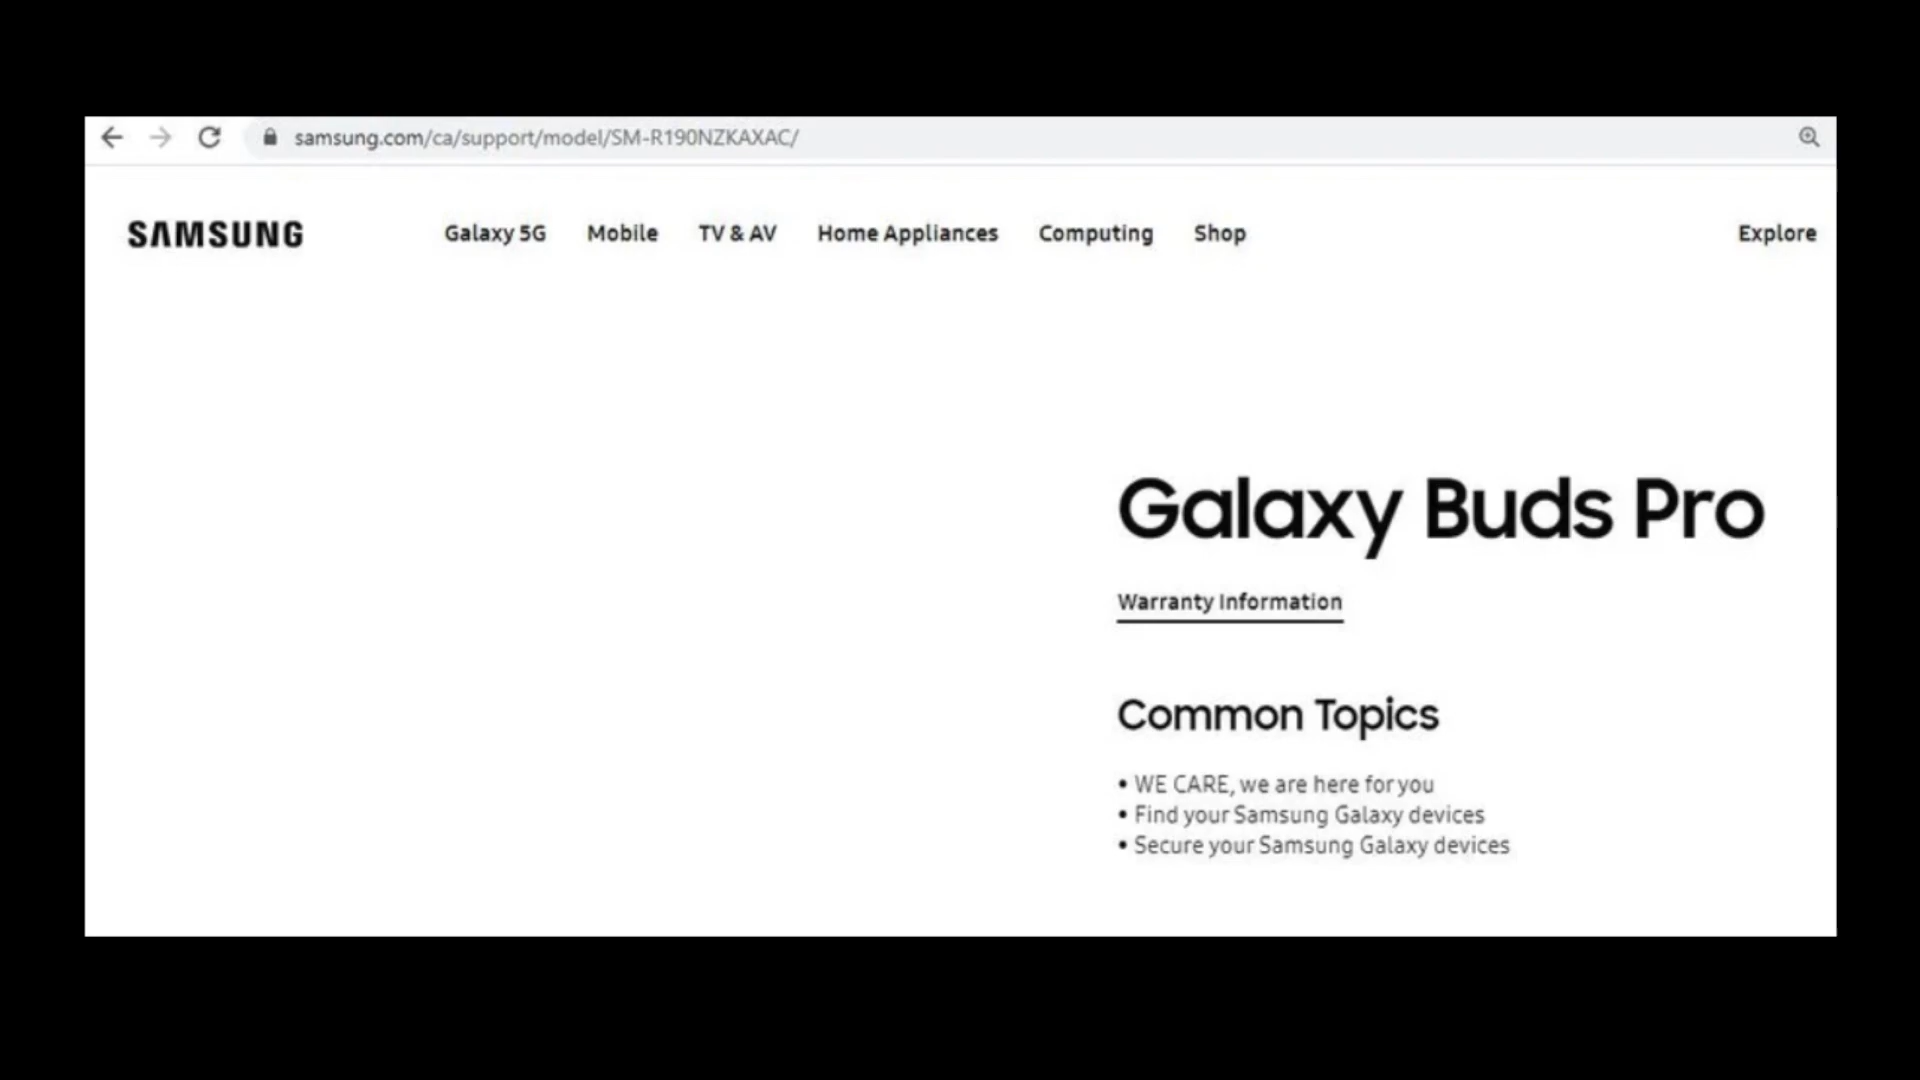 samsung.com/ca/support/model/SM-R190NZKAXAC/
SAMSUNG Galaxy 5G Mobile TV & AV Home Appliances Computing Shop Explore
Galaxy Buds Pro
Warranty Information
Common Topics
• WE CARE, we are here for you
• Find your Samsung Galaxy devices
• Secure your Samsung Galaxy devices